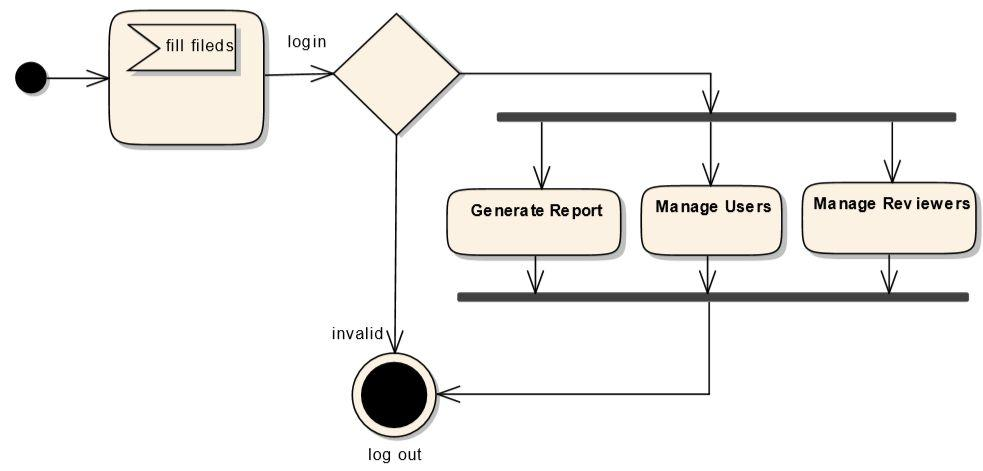 fill fileds
login
Generate Report
Manage Users
Manage Reviewers
invalid
log out